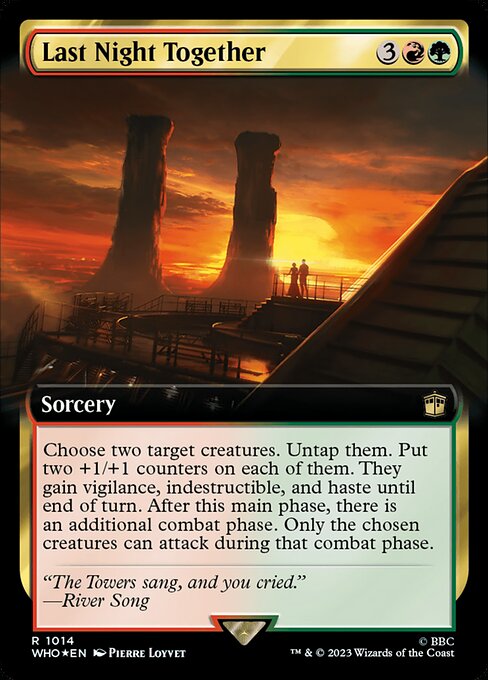 Last Night Together 3
Sorcery
Choose two target creatures. Untap them. Put
two +1/+1 counters on each of them. They
gain vigilance, indestructible, and haste until
end of turn. After this main phase, there is
an additional combat phase. Only the chosen
creatures can attack during that combat phase.
“The Towers sang, and you cried.”
—River Song
R 1014
© BBC
WHO★EN Pierre Loyvet
™ & © 2023 Wizards of the Coast